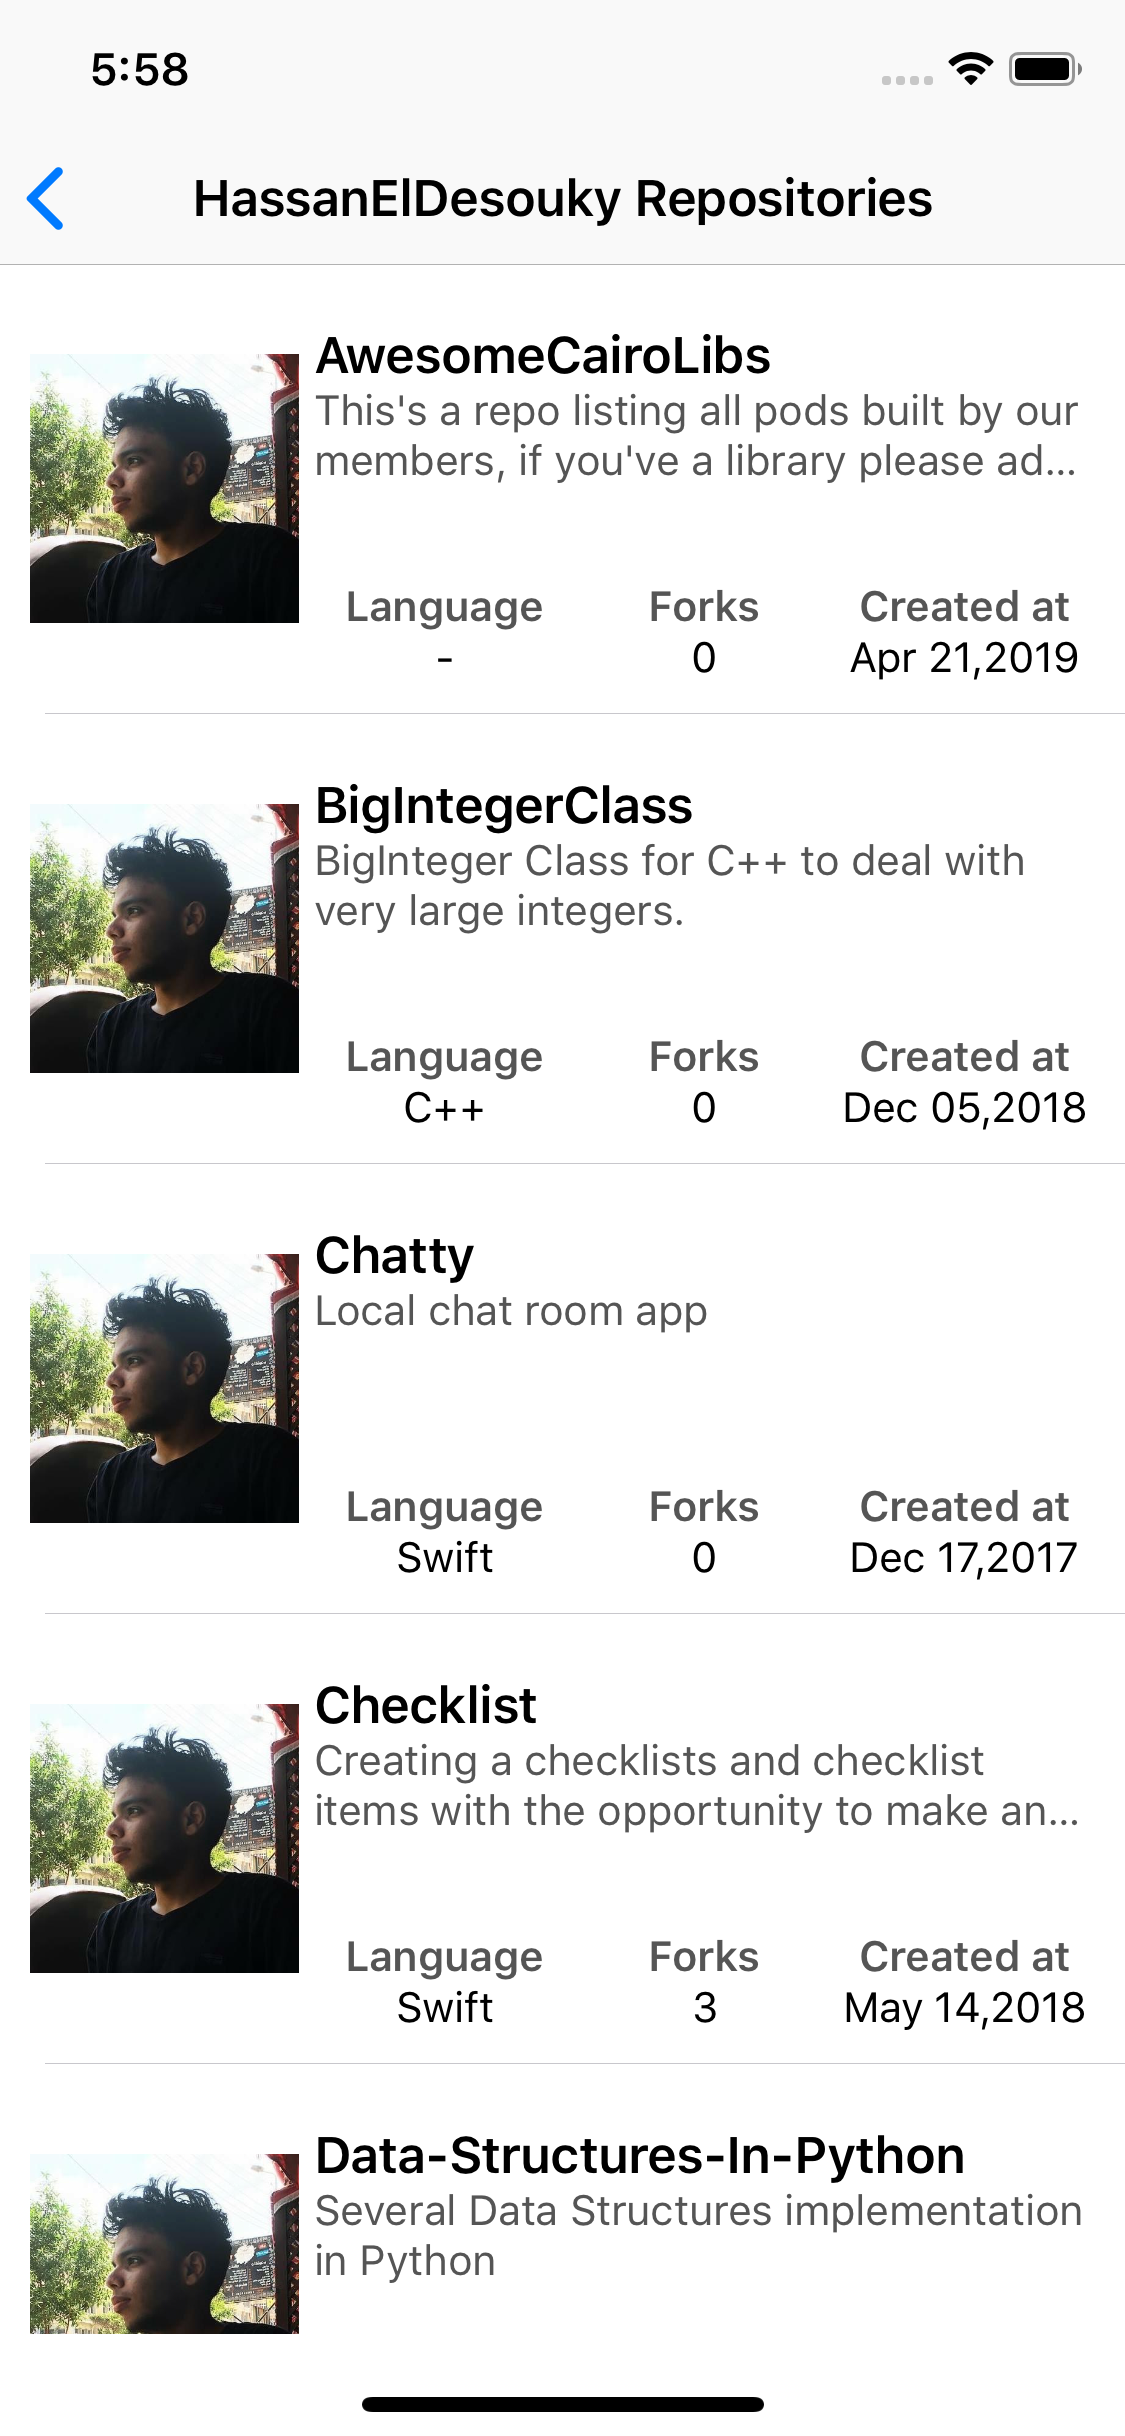 5:58
HassanElDesouky Repositories
AwesomeCairoLibs
This's a repo listing all pods built by our
members, if you've a library please ad...
Language Forks Created at
- 0 Apr 21,2019
BigIntegerClass
BigInteger Class for C++ to deal with
very large integers.
Language Forks Created at
C++ 0 Dec 05,2018
Chatty
Local chat room app
Language Forks Created at
Swift 0 Dec 17,2017
Checklist
Creating a checklists and checklist
items with the opportunity to make an...
Language Forks Created at
Swift 3 May 14,2018
Data-Structures-In-Python
Several Data Structures implementation
in Python